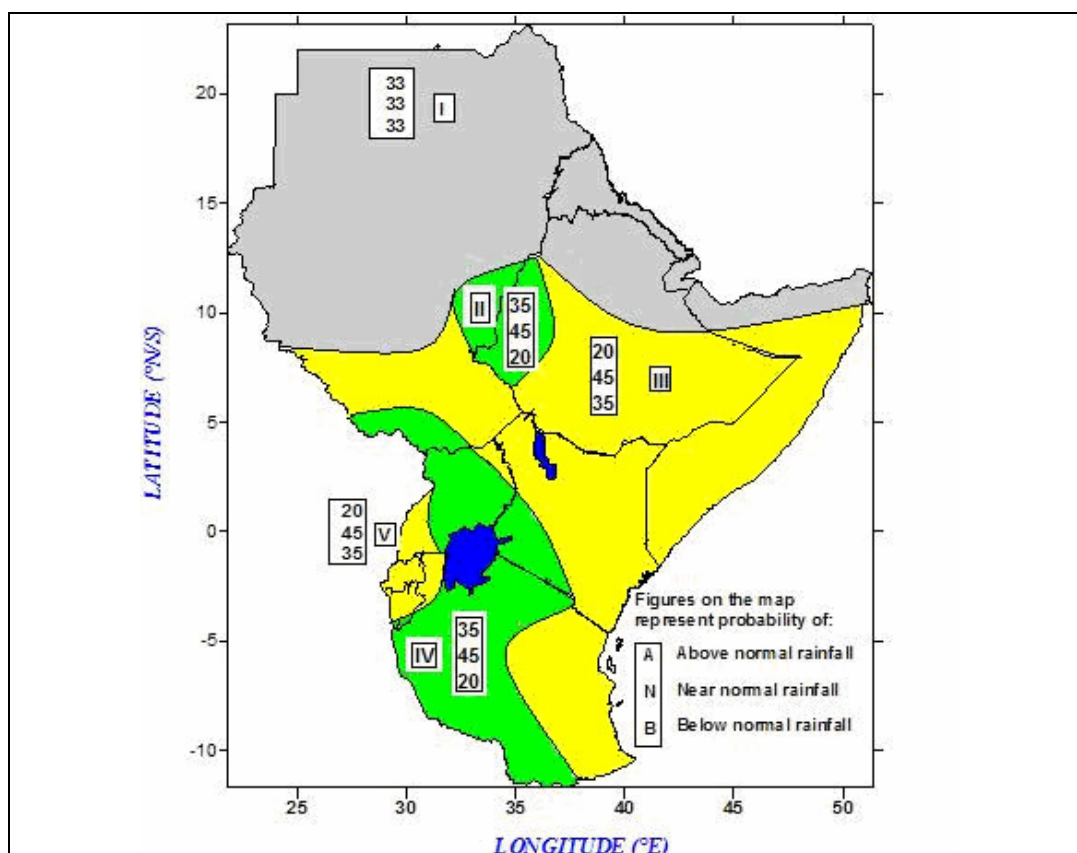 33
33
33
I
20
15
10
5
0
-5
-10
LATITUDE (°N/S)
II
35
45
20
20
45
35
III
20
45
35
V
IV
35
45
20
Figures on the map
represent probability of:
A Above normal rainfall
N Near normal rainfall
B Below normal rainfall
25 30 35 40 45 50
LONGITUDE (°E)